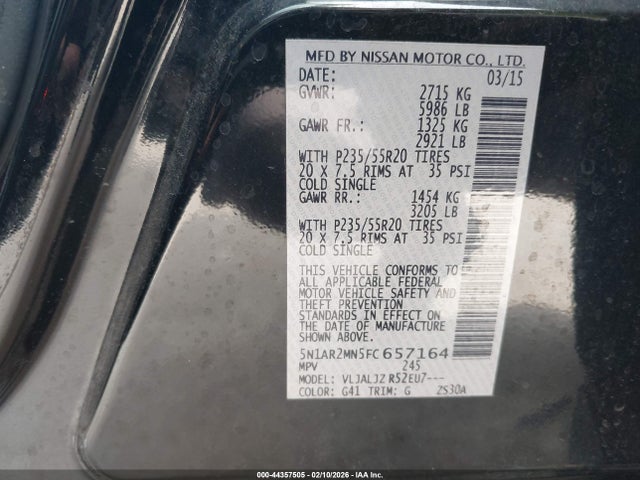 MFD BY NISSAN MOTOR CO., LTD.
DATE: 03/15
GVWR: 2715 KG
5986 LB
GAWR FR.: 1325 KG
2921 LB
WITH P235/55R20 TIRES
20 X 7.5 RIMS AT 35 PSI
COLD SINGLE
GAWR RR.: 1454 KG
3205 LB
WITH P235/55R20 TIRES
20 X 7.5 RIMS AT 35 PSI
COLD SINGLE
THIS VEHICLE CONFORMS TO
ALL APPLICABLE FEDERAL
MOTOR VEHICLE SAFETY AND
THEFT PREVENTION
STANDARDS IN EFFECT ON
THE DATE OF MANUFACTURE
SHOWN ABOVE.
5N1AR2MN5FC657164
MPV 245
MODEL: VLJALJZ R52EU7---
COLOR: G41 TRIM: G 2S30A
000-44357505 - 02/10/2026 - IAA Inc.